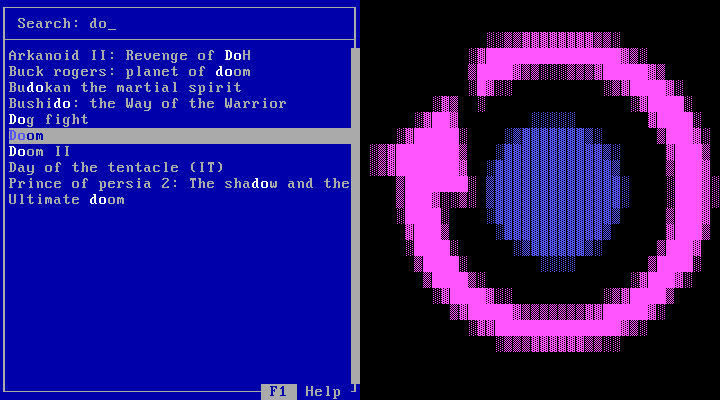 Search: do_
Arkanoid II: Revenge of DoH
Buck rogers: planet of doom
Budokan the martial spirit
Bushido: the Way of the Warrior
Dog fight
Doom
Doom II
Day of the tentacle (IT)
Prince of persia 2: The shadow and the
Ultimate doom
F1 Help